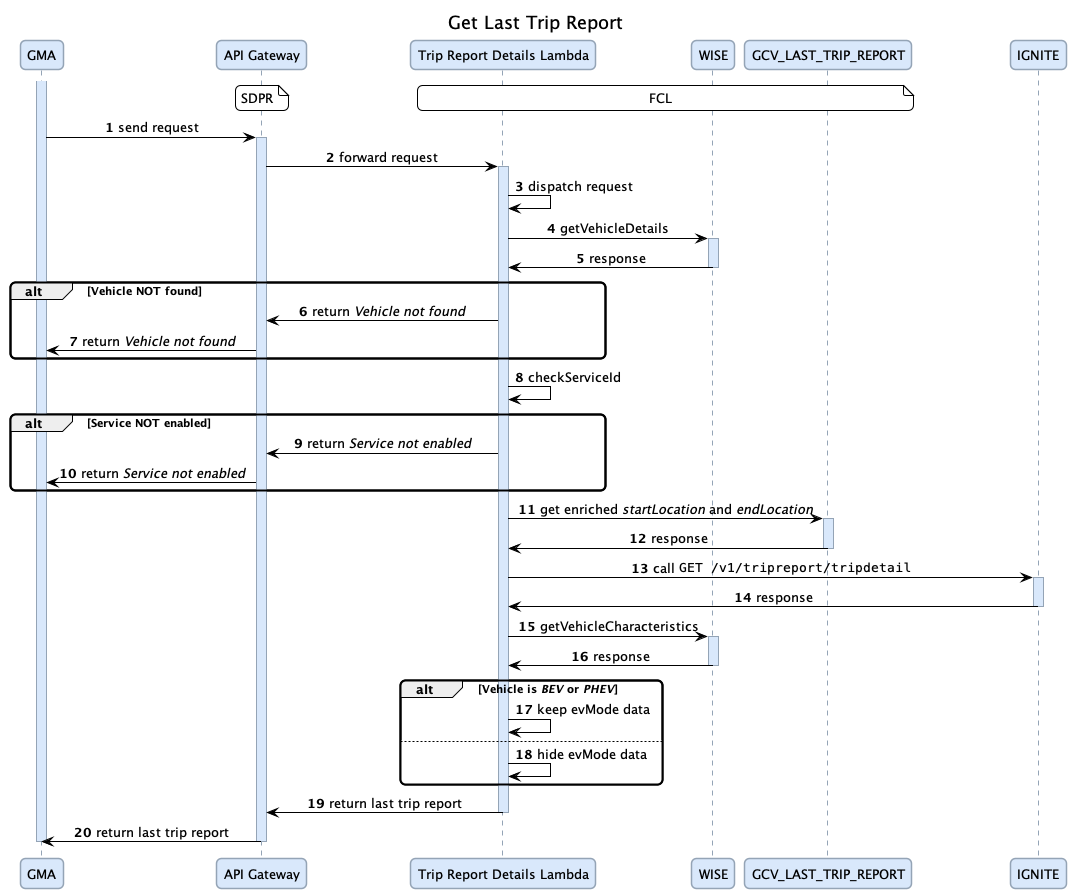 Get Last Trip Report
GMA
API Gateway
Trip Report Details Lambda
WISE
GCV_LAST_TRIP_REPORT
IGNITE
SDPR
FCL
1 send request
2 forward request
3 dispatch request
4 getVehicleDetails
5 response
alt [Vehicle NOT found]
6 return Vehicle not found
7 return Vehicle not found
8 checkServiceId
alt [Service NOT enabled]
9 return Service not enabled
10 return Service not enabled
11 get enriched startLocation and endLocation
12 response
13 call GET /v1/tripreport/tripdetail
14 response
15 getVehicleCharacteristics
16 response
alt [Vehicle is BEV or PHEV]
17 keep evMode data
18 hide evMode data
19 return last trip report
20 return last trip report
GMA
API Gateway
Trip Report Details Lambda
WISE
GCV_LAST_TRIP_REPORT
IGNITE